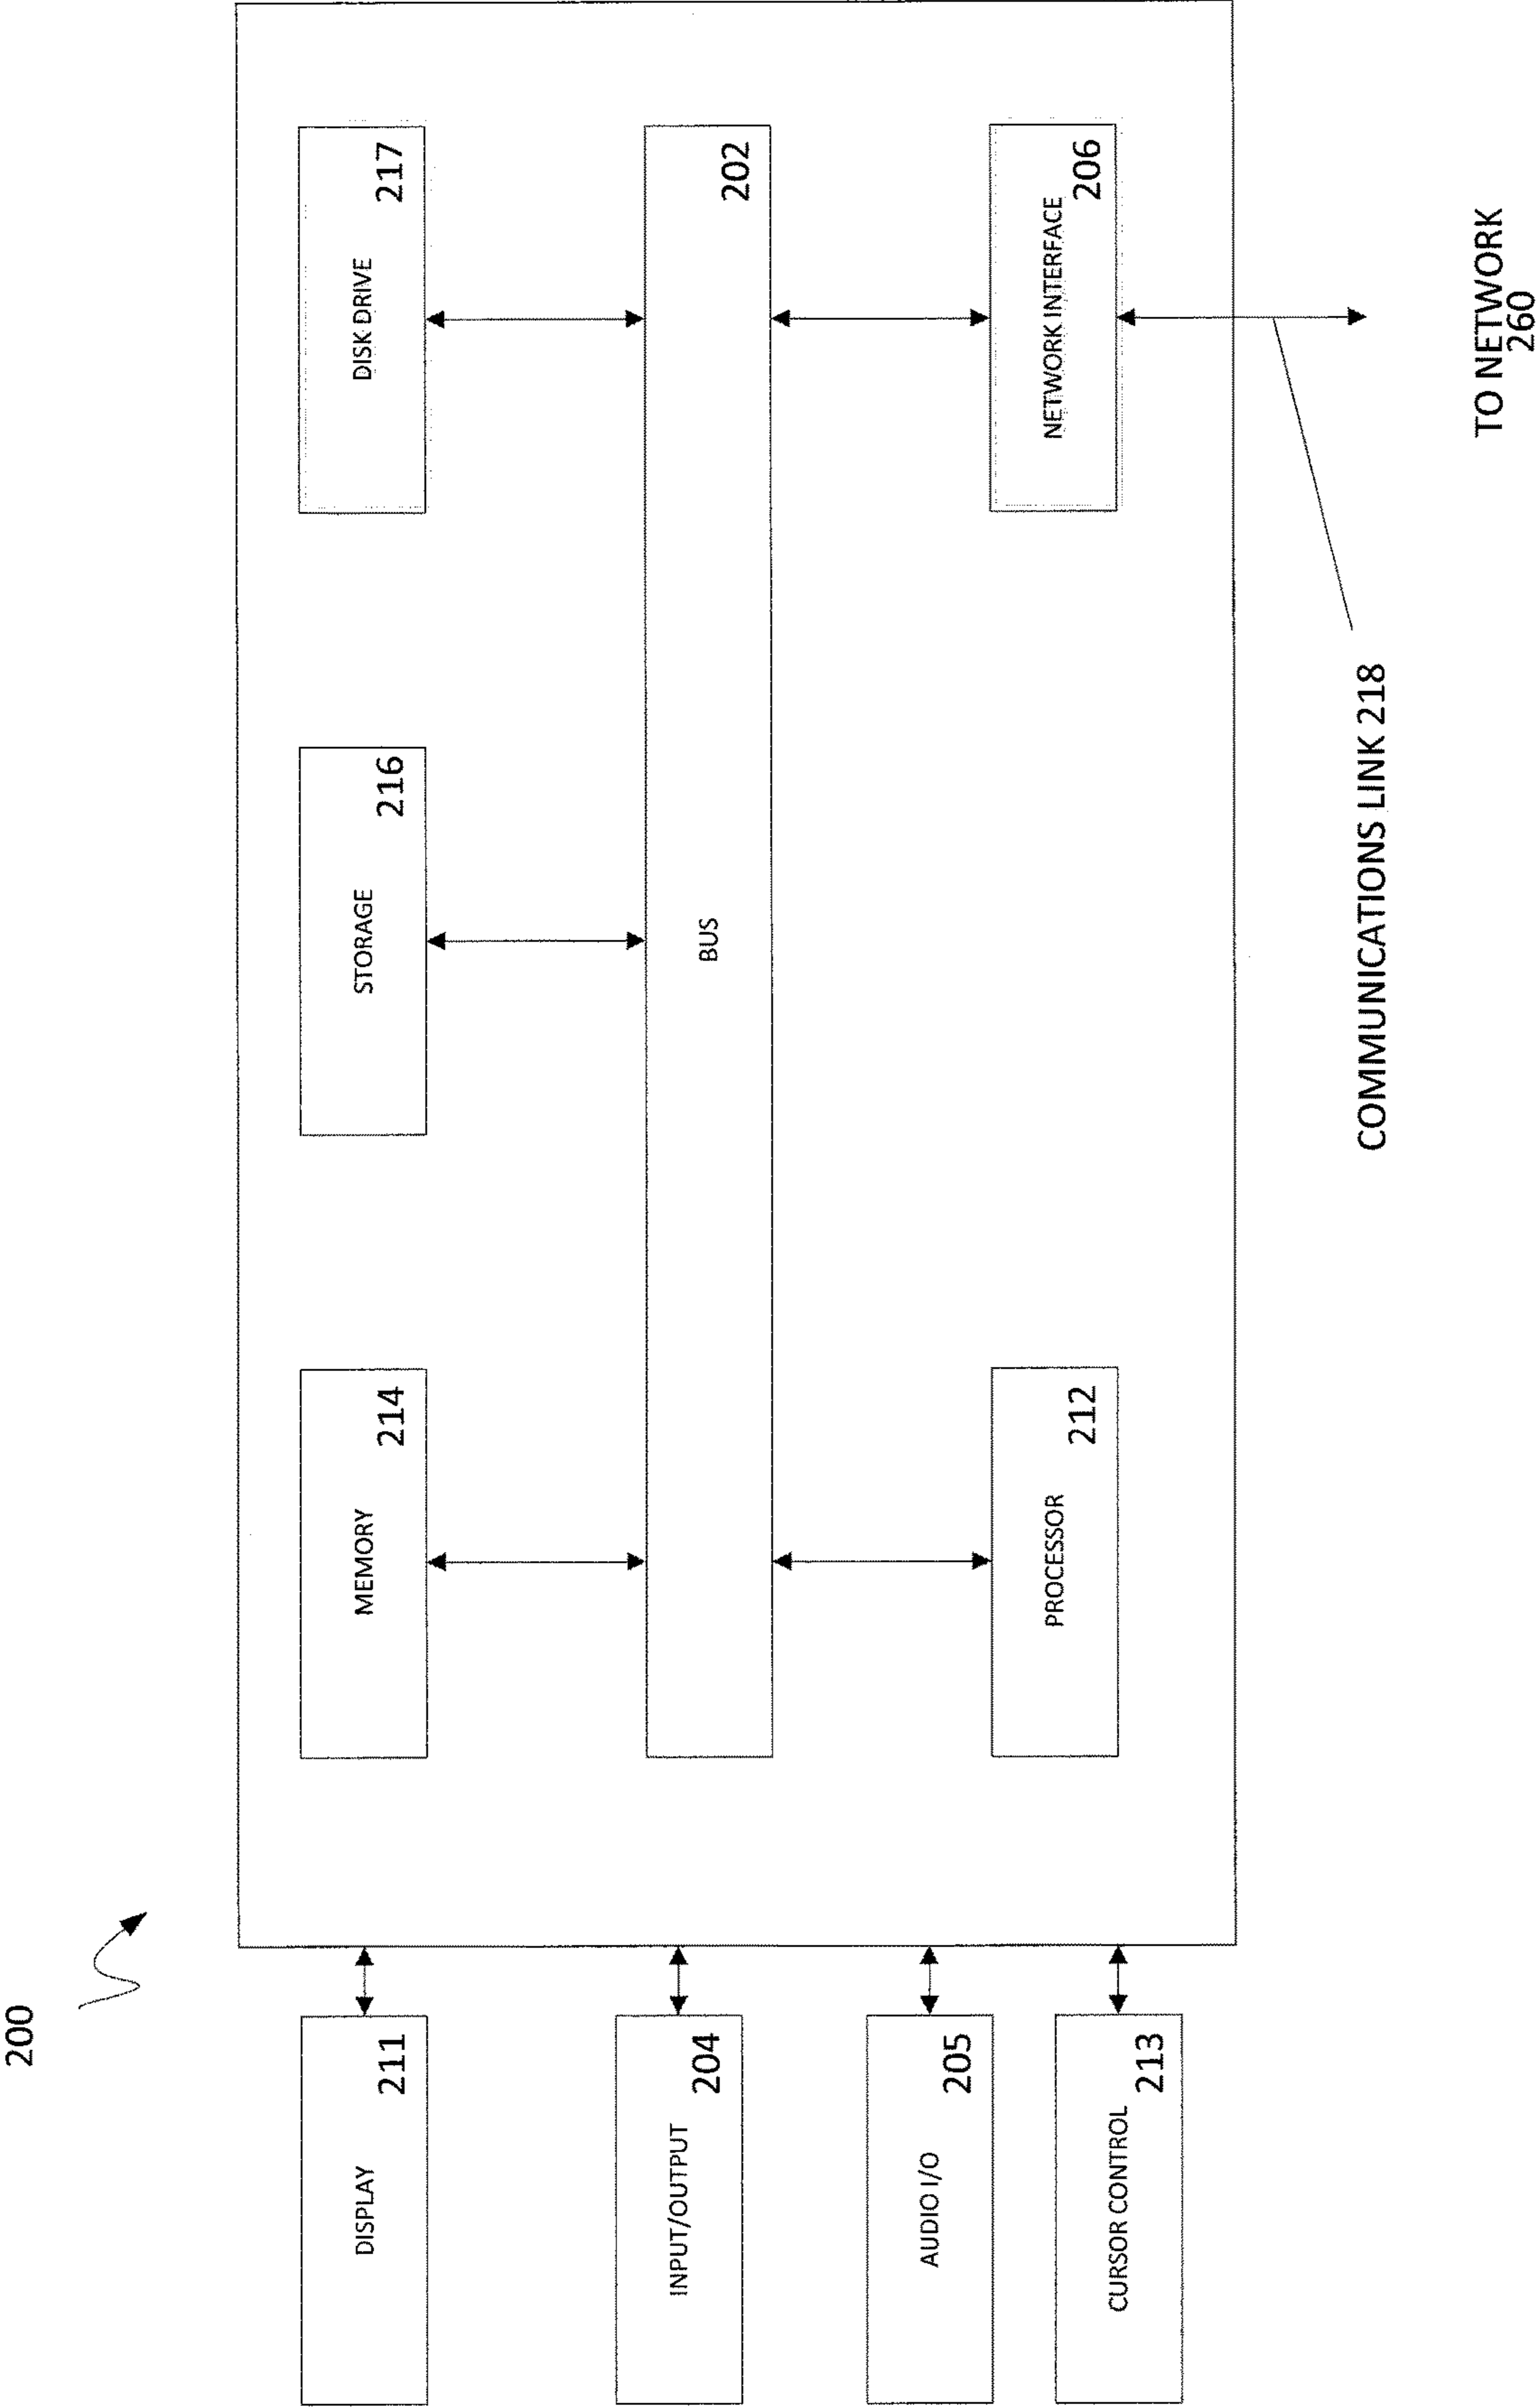 200
DISPLAY
211
INPUT/OUTPUT
204
AUDIO I/O
205
CURSOR CONTROL
213
MEMORY
214
STORAGE
216
DISK DRIVE
217
BUS
202
PROCESSOR
212
NETWORK INTERFACE
206
COMMUNICATIONS LINK 218
TO NETWORK
260